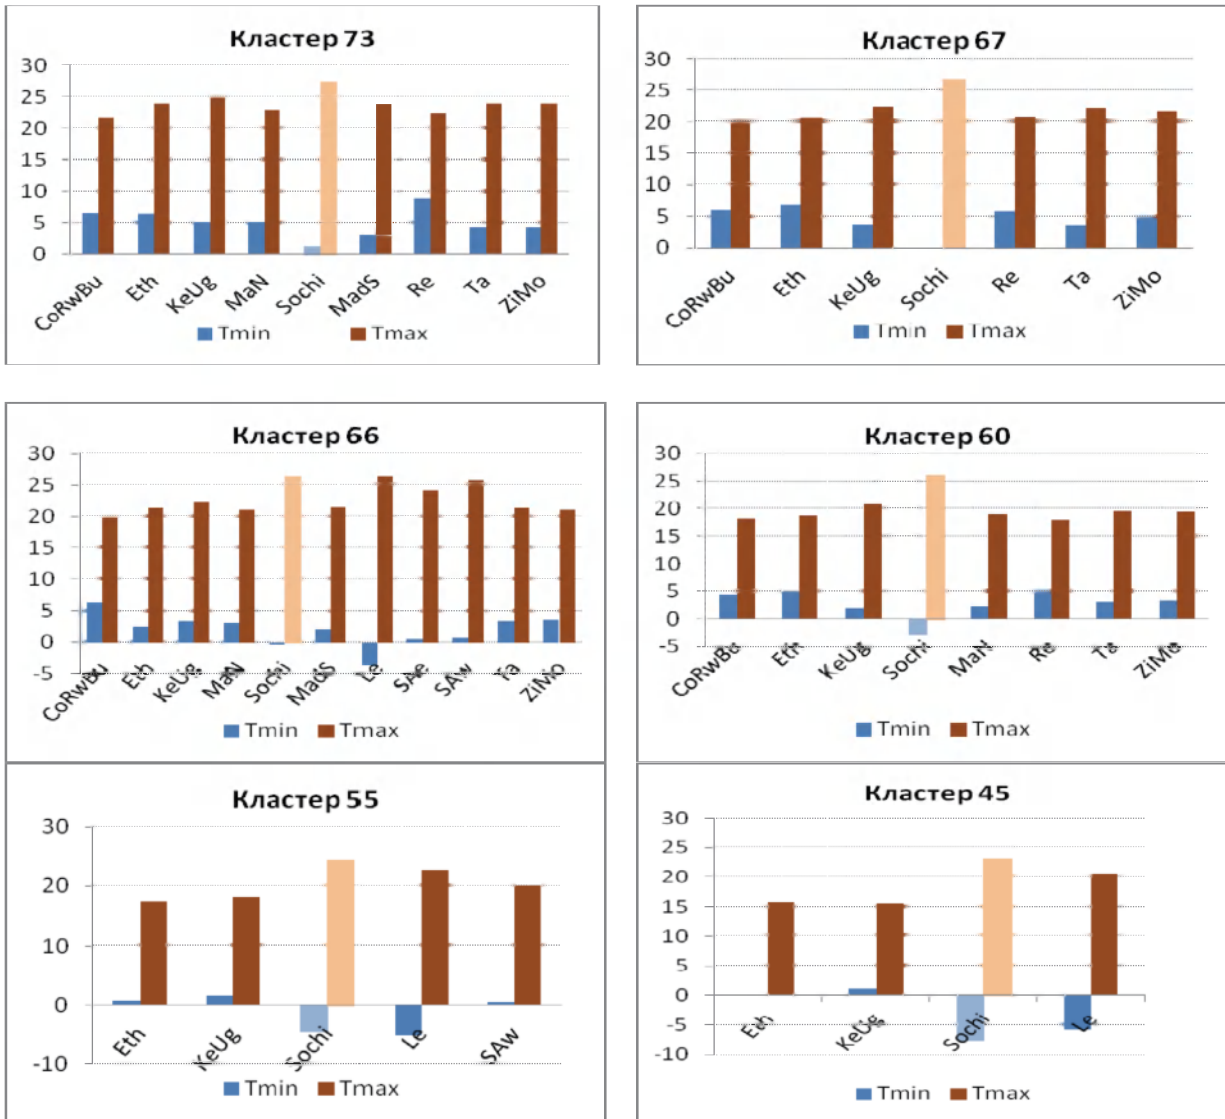 Кластер 73
30
25
20
15
10
5
0
CoRwBu Eth KeUg MaN Sochi MadS Re Ta ZiMo
Tmin Tmax
Кластер 67
30
25
20
15
10
5
0
CoRwBu Eth KeUg Sochi Re Ta ZiMo
Tmin Tmax
Кластер 66
30
25
20
15
10
5
0
-5
CoRwBu Eth KeUg MaN Sochi MadS Le SAe SAw Ta ZiMo
Tmin Tmax
Кластер 60
30
25
20
15
10
5
0
-5
CoRwBu Eth KeUg Sochi MaN Re Ta ZiMo
Tmin Tmax
Кластер 55
30
20
10
0
-10
Eth KeUg Sochi Le SAw
Tmin Tmax
Кластер 45
30
25
20
15
10
5
0
-5
-10
Eth KeUg Sochi Le
Tmin Tmax